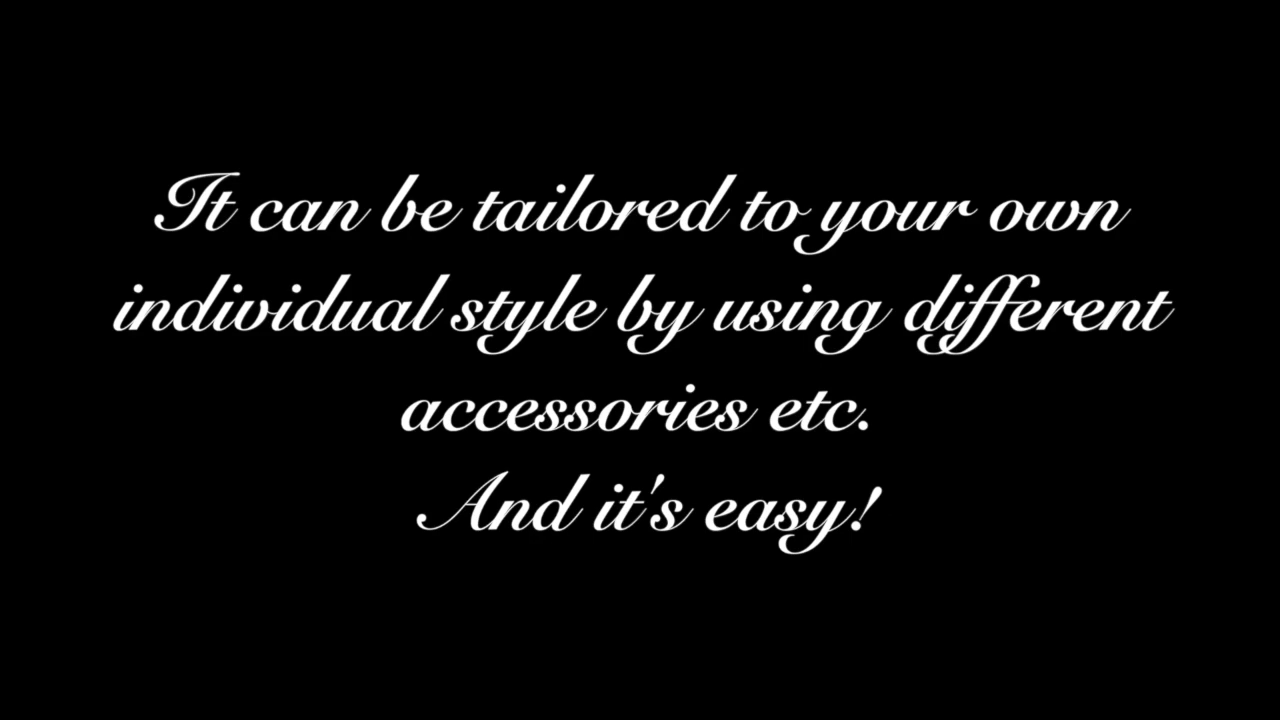 It can be tailored to your own
individual style by using different
accessories etc.
And it's easy!